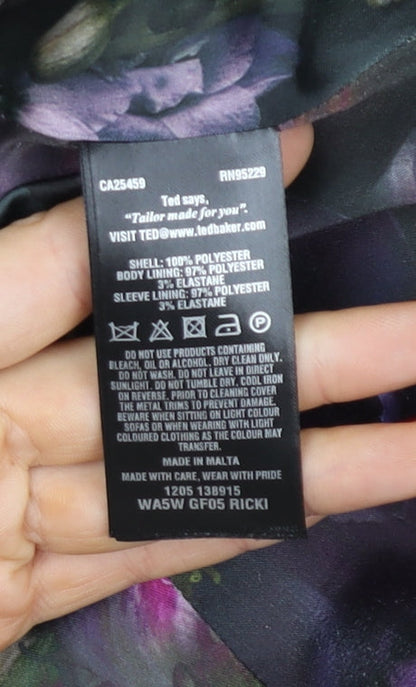 CA25459 RN95229
Ted says,
"Tailor made for you".
VISIT TED@www.tedbaker.com
SHELL: 100% POLYESTER
BODY LINING: 97% POLYESTER
3% ELASTANE
SLEEVE LINING: 97% POLYESTER
3% ELASTANE
P
DO NOT USE PRODUCTS CONTAINING
BLEACH, OIL OR ALCOHOL. DRY CLEAN ONLY.
DO NOT WASH. DO NOT LEAVE IN DIRECT
SUNLIGHT. DO NOT TUMBLE DRY. COOL IRON
ON REVERSE. PRIOR TO CLEANING COVER
THE METAL TRIMS TO PREVENT DAMAGE.
BEWARE WHEN SITTING ON LIGHT COLOUR
SOFAS OR WHEN WEARING WITH LIGHT
COLOURED CLOTHING AS THE COLOUR MAY
TRANSFER.
MADE IN MALTA
MADE WITH CARE, WEAR WITH PRIDE
1205 138915
WA5W GF05 RICKI